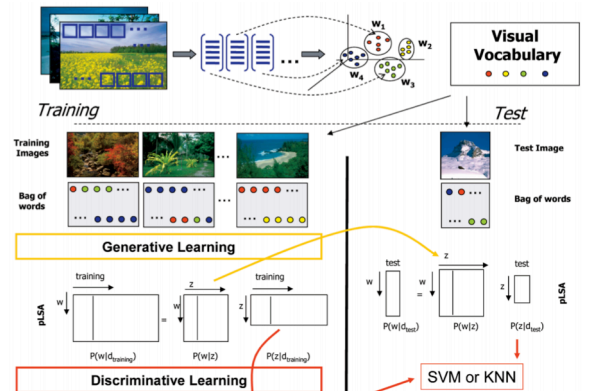 w1
w2
w4
w3
Visual
Vocabulary
Training
Test
Training
Images
...
Test Image
Bag of
words
...
...
...
...
Bag of
words
Generative Learning
training
z
training
test
z
test
pLSA
w
=
w
z
w
=
w
z
pLSA
P(w|dtraining)
P(w|z)
P(z|dtraining)
P(w|dtest)
P(w|z)
P(z|dtest)
Discriminative Learning
SVM or KNN